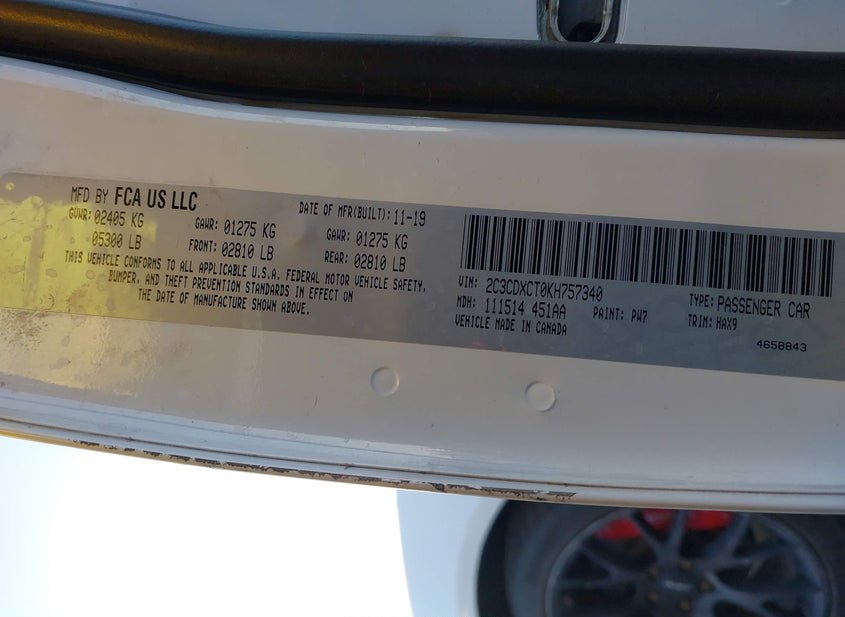 MFD BY FCA US LLC
DATE OF MFR(BUILT): 11-19
GVWR: 02405 KG
GAWR: 01275 KG
GAWR: 01275 KG
05300 LB
FRONT: 02810 LB
REAR: 02810 LB
THIS VEHICLE CONFORMS TO ALL APPLICABLE U.S.A. FEDERAL MOTOR VEHICLE SAFETY,
BUMPER, AND THEFT PREVENTION STANDARDS IN EFFECT ON
THE DATE OF MANUFACTURE SHOWN ABOVE.
VIN: 2C3CDXCT0KH757340
TYPE: PASSENGER CAR
MDH: 111514 451AA
PAINT: PW7
TRIM: HAX9
VEHICLE MADE IN CANADA
4658843